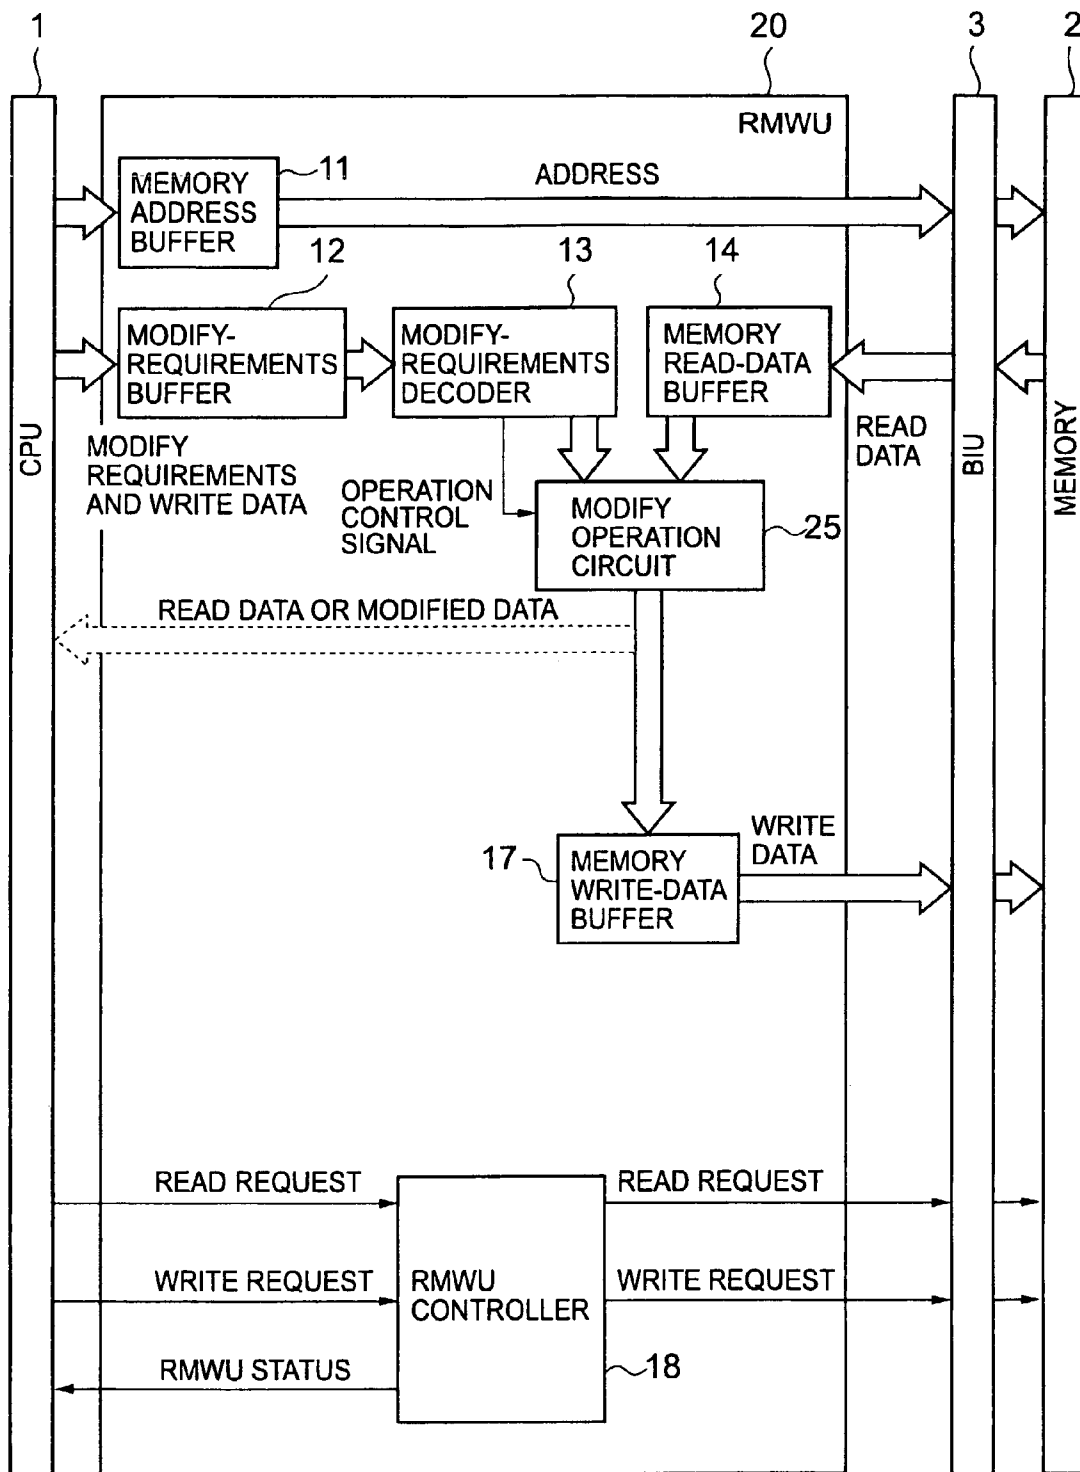 1
20
3
2
RMWU
11
MEMORY
ADDRESS
BUFFER
ADDRESS
12
13
14
MODIFY-
REQUIREMENTS
BUFFER
MODIFY-
REQUIREMENTS
DECODER
MEMORY
READ-DATA
BUFFER
CPU
MODIFY
REQUIREMENTS
AND WRITE DATA
READ
DATA
BIU
MEMORY
OPERATION
CONTROL
SIGNAL
MODIFY
OPERATION
CIRCUIT
25
READ DATA OR MODIFIED DATA
17
MEMORY
WRITE-DATA
BUFFER
WRITE
DATA
READ REQUEST
READ REQUEST
WRITE REQUEST
RMWU
CONTROLLER
WRITE REQUEST
RMWU STATUS
18